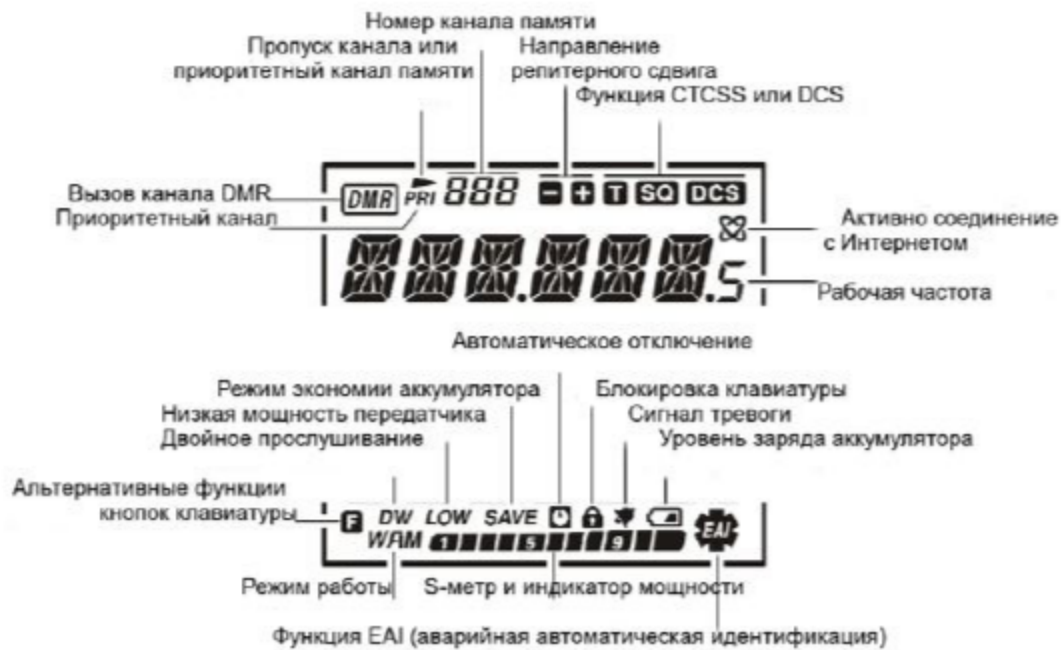 Номер канала памяти
Пропуск канала или
приоритетный канал памяти
Направление
репитерного сдвига
Функция CTCSS или DCS
Вызов канала DMR
Приоритетный канал
DMR PRI 888 - + T SQ DCS
Активно соединение
с Интернетом
.5
Рабочая частота
Автоматическое отключение
Режим экономии аккумулятора
Низкая мощность передатчика
Двойное прослушивание
Блокировка клавиатуры
Сигнал тревоги
Уровень заряда аккумулятора
Альтернативные функции
кнопок клавиатуры
F DW LOW SAVE
1 5 9 EAI
Режим работы
S-метр и индикатор мощности
Функция EAI (аварийная автоматическая идентификация)